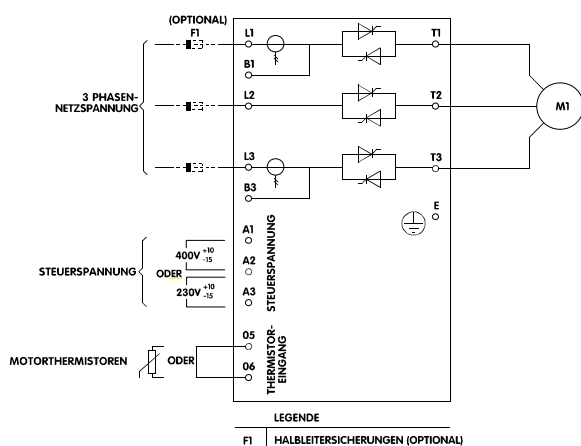 (OPTIONAL)
F1
L1
T1
B1
3 PHASEN-
NETZSPANNUNG
L2
T2
M1
L3
T3
B3
E
A1
400V +10 -15
STEUERSPANNUNG
ODER
A2
STEUERSPANNUNG
230V +10 -15
A3
05
MOTORTHERMISTOREN
ODER
THERMISTOR-
EINGANG
06
LEGENDE
F1 HALBLEITERSICHERUNGEN (OPTIONAL)